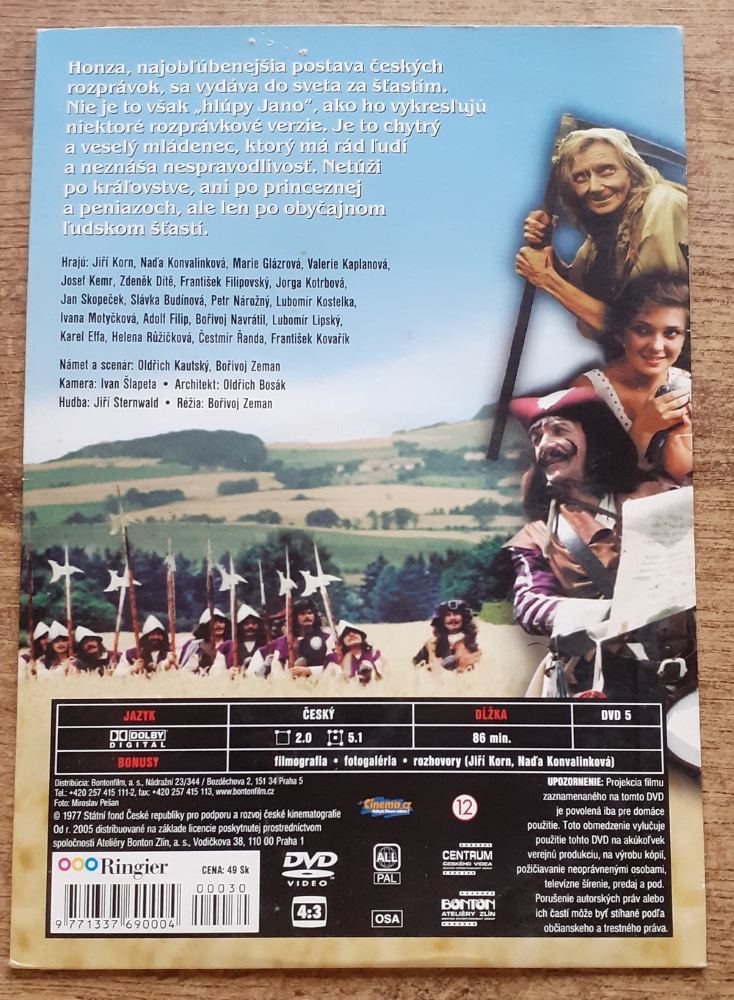 Honza, najobľúbenejšia postava českých
rozprávok, sa vydáva do sveta za šťastím.
Nie je to však „hlúpy Jano“, ako ho vykresľujú
niektoré rozprávkové verzie. Je to chytrý
a veselý mládenec, ktorý má rád ľudí
a neznáša nespravodlivosť. Netúži
po kráľovstve, ani po princeznej
a peniazoch, ale len po obyčajnom
ľudskom šťastí.
Hrajú: Jiří Korn, Naďa Konvalinková, Marie Glázrová, Valerie Kaplanová,
Josef Kemr, Zdeněk Dítě, František Filipovský, Jorga Kotrbová,
Jan Skopeček, Slávka Budínová, Petr Nárožný, Lubomír Kostelka,
Ivana Motyčková, Adolf Filip, Bořivoj Navrátil, Lubomír Lipský,
Karel Effa, Helena Růžičková, Čestmír Řanda, František Kovařík
Námet a scenár: Oldřich Kautský, Bořivoj Zeman
Kamera: Ivan Šlapeta • Architekt: Oldřich Bosák
Hudba: Jiří Sternwald • Réžia: Bořivoj Zeman
JAZYK ČESKÝ DĹŽKA DVD 5
DOLBY DIGITAL 2.0 5.1 86 min.
BONUSY filmografia • fotogaléria • rozhovory (Jiří Korn, Naďa Konvalinková)
Distribúcia: Bontonfilm, a. s., Nádražní 23/344 / Bozděchova 2, 151 34 Praha 5
Tel.: +420 257 415 111-2, fax: +420 257 415 113, www.bontonfilm.cz
Foto: Miroslav Pešan
© 1977 Státní fond České republiky pro podporu a rozvoj české kinematografie
Od r. 2005 distribuované na základe licencie poskytnutej prostredníctvom
spoločnosti Ateliéry Bonton Zlín, a. s., Vodičkova 38, 110 00 Praha 1
Ringier CENA: 49 Sk
00030
9 771337 690004
Cinema.cz
12
DVD
VIDEO
4:3
ALL
PAL
OSA
CENTRUM
ČESKÉHO VIDEA
BONTON
ATELIÉRY ZLÍN
UPOZORNENIE: Projekcia filmu
zaznamenaného na tomto DVD
je povolená iba pre domáce
použitie. Toto obmedzenie vylučuje
použitie tohto DVD na akúkoľvek
verejnú produkciu, na výrobu kópií,
požičiavanie neoprávnenými osobami,
televízne šírenie, predaj a pod.
Porušenie autorských práv alebo
ich častí môže byť stíhané podľa
občianskeho a trestného práva.